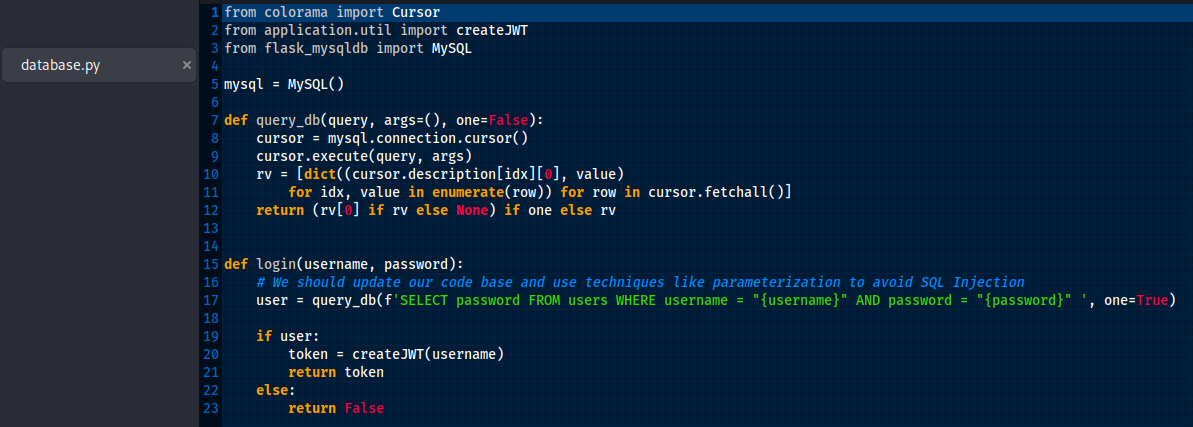 database.py ×
1 from colorama import Cursor
2 from application.util import createJWT
3 from flask_mysqldb import MySQL
4
5 mysql = MySQL()
6
7 def query_db(query, args=(), one=False):
8     cursor = mysql.connection.cursor()
9     cursor.execute(query, args)
10     rv = [dict((cursor.description[idx][0], value)
11         for idx, value in enumerate(row)) for row in cursor.fetchall()]
12     return (rv[0] if rv else None) if one else rv
13
14
15 def login(username, password):
16     # We should update our code base and use techniques like parameterization to avoid SQL Injection
17     user = query_db(f'SELECT password FROM users WHERE username = "{username}" AND password = "{password}" ', one=True)
18
19     if user:
20         token = createJWT(username)
21         return token
22     else:
23         return False